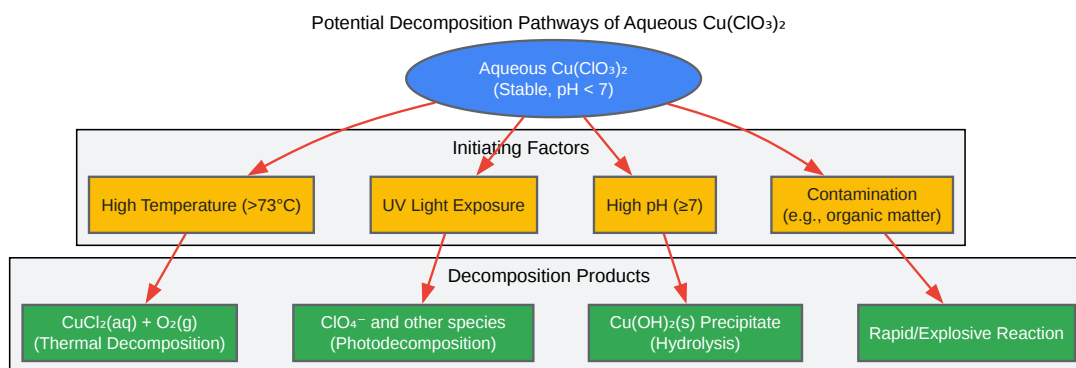 Potential Decomposition Pathways of Aqueous Cu(ClO₃)₂
Aqueous Cu(ClO₃)₂
(Stable, pH < 7)
Initiating Factors
High Temperature (>73°C)
UV Light Exposure
High pH (≥7)
Contamination
(e.g., organic matter)
Decomposition Products
CuCl₂(aq) + O₂(g)
(Thermal Decomposition)
ClO₄⁻ and other species
(Photodecomposition)
Cu(OH)₂(s) Precipitate
(Hydrolysis)
Rapid/Explosive Reaction